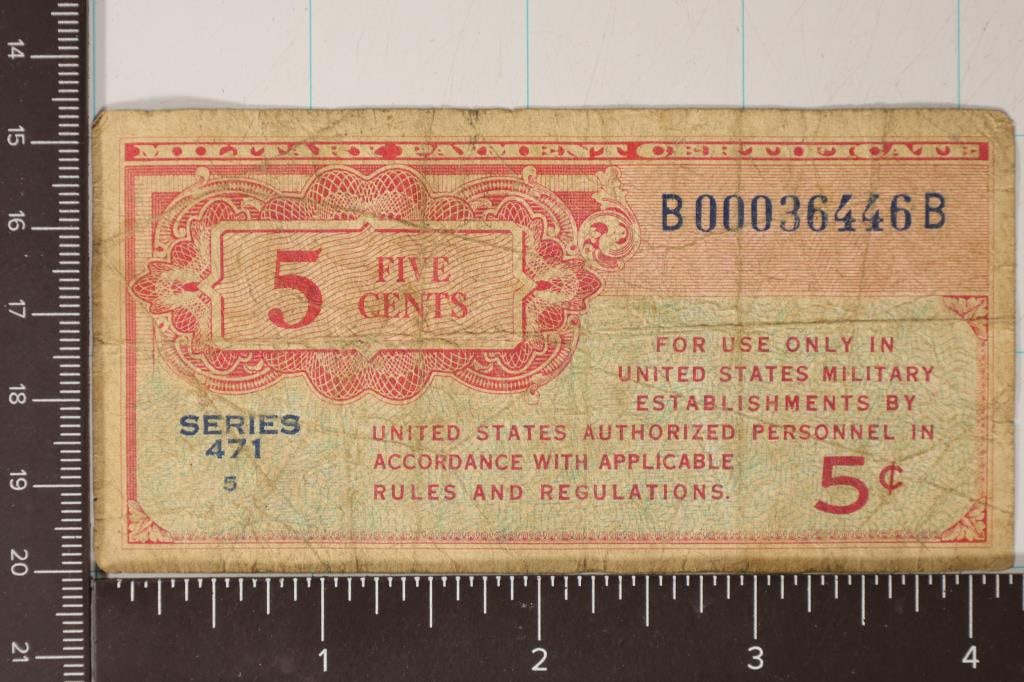 MILITARY PAYMENT CERTIFICATE
B00036446B
5 FIVE
CENTS
FOR USE ONLY IN
UNITED STATES MILITARY
ESTABLISHMENTS BY
UNITED STATES AUTHORIZED PERSONNEL IN
ACCORDANCE WITH APPLICABLE
RULES AND REGULATIONS.
SERIES
471
5
5¢
14
15
16
17
18
19
20
21
1 2 3 4